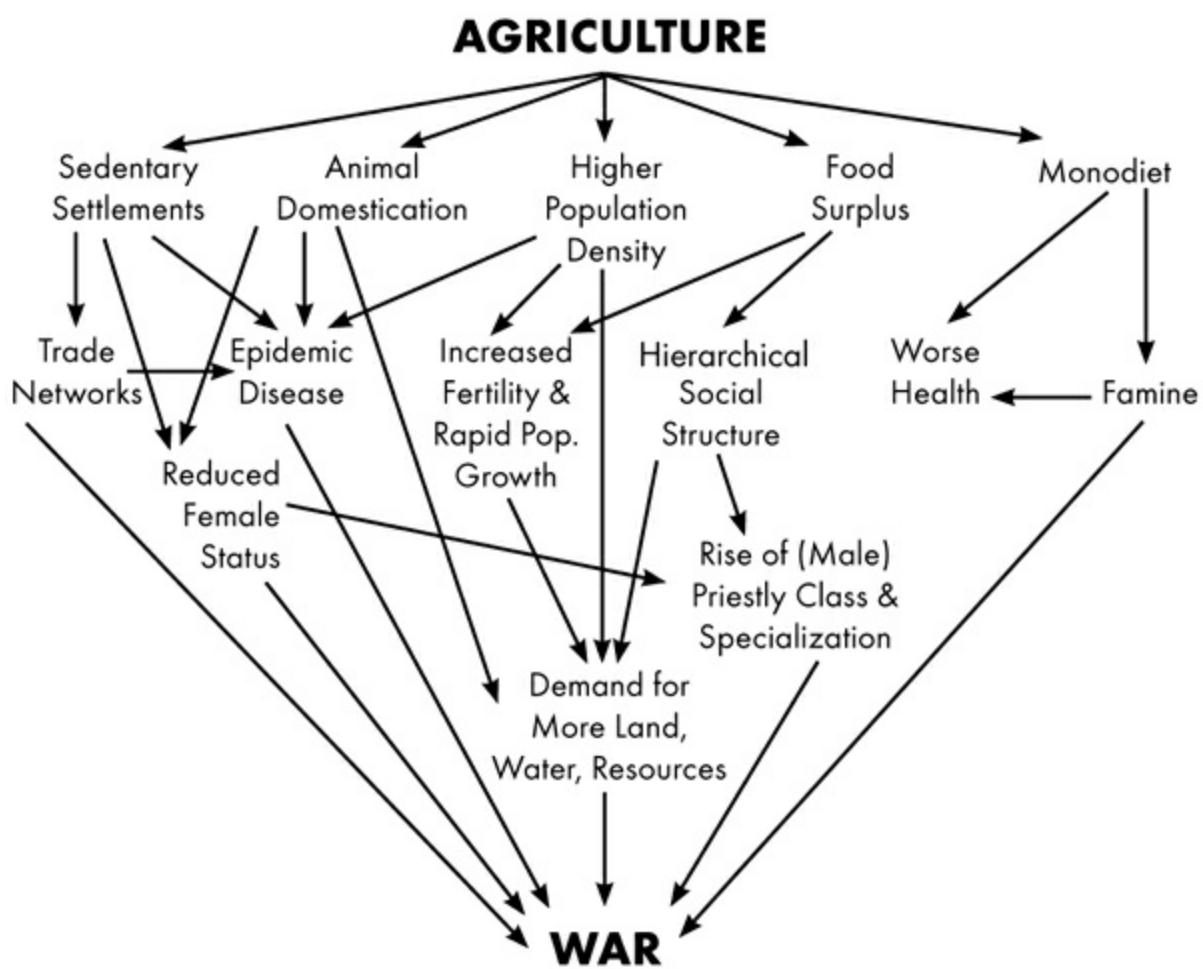 AGRICULTURE
Sedentary
Settlements
Animal
Domestication
Higher
Population
Density
Food
Surplus
Monodiet
Trade
Networks
Epidemic
Disease
Increased
Fertility &
Rapid Pop.
Growth
Hierarchical
Social
Structure
Worse
Health
Famine
Reduced
Female
Status
Rise of (Male)
Priestly Class &
Specialization
Demand for
More Land,
Water, Resources
WAR